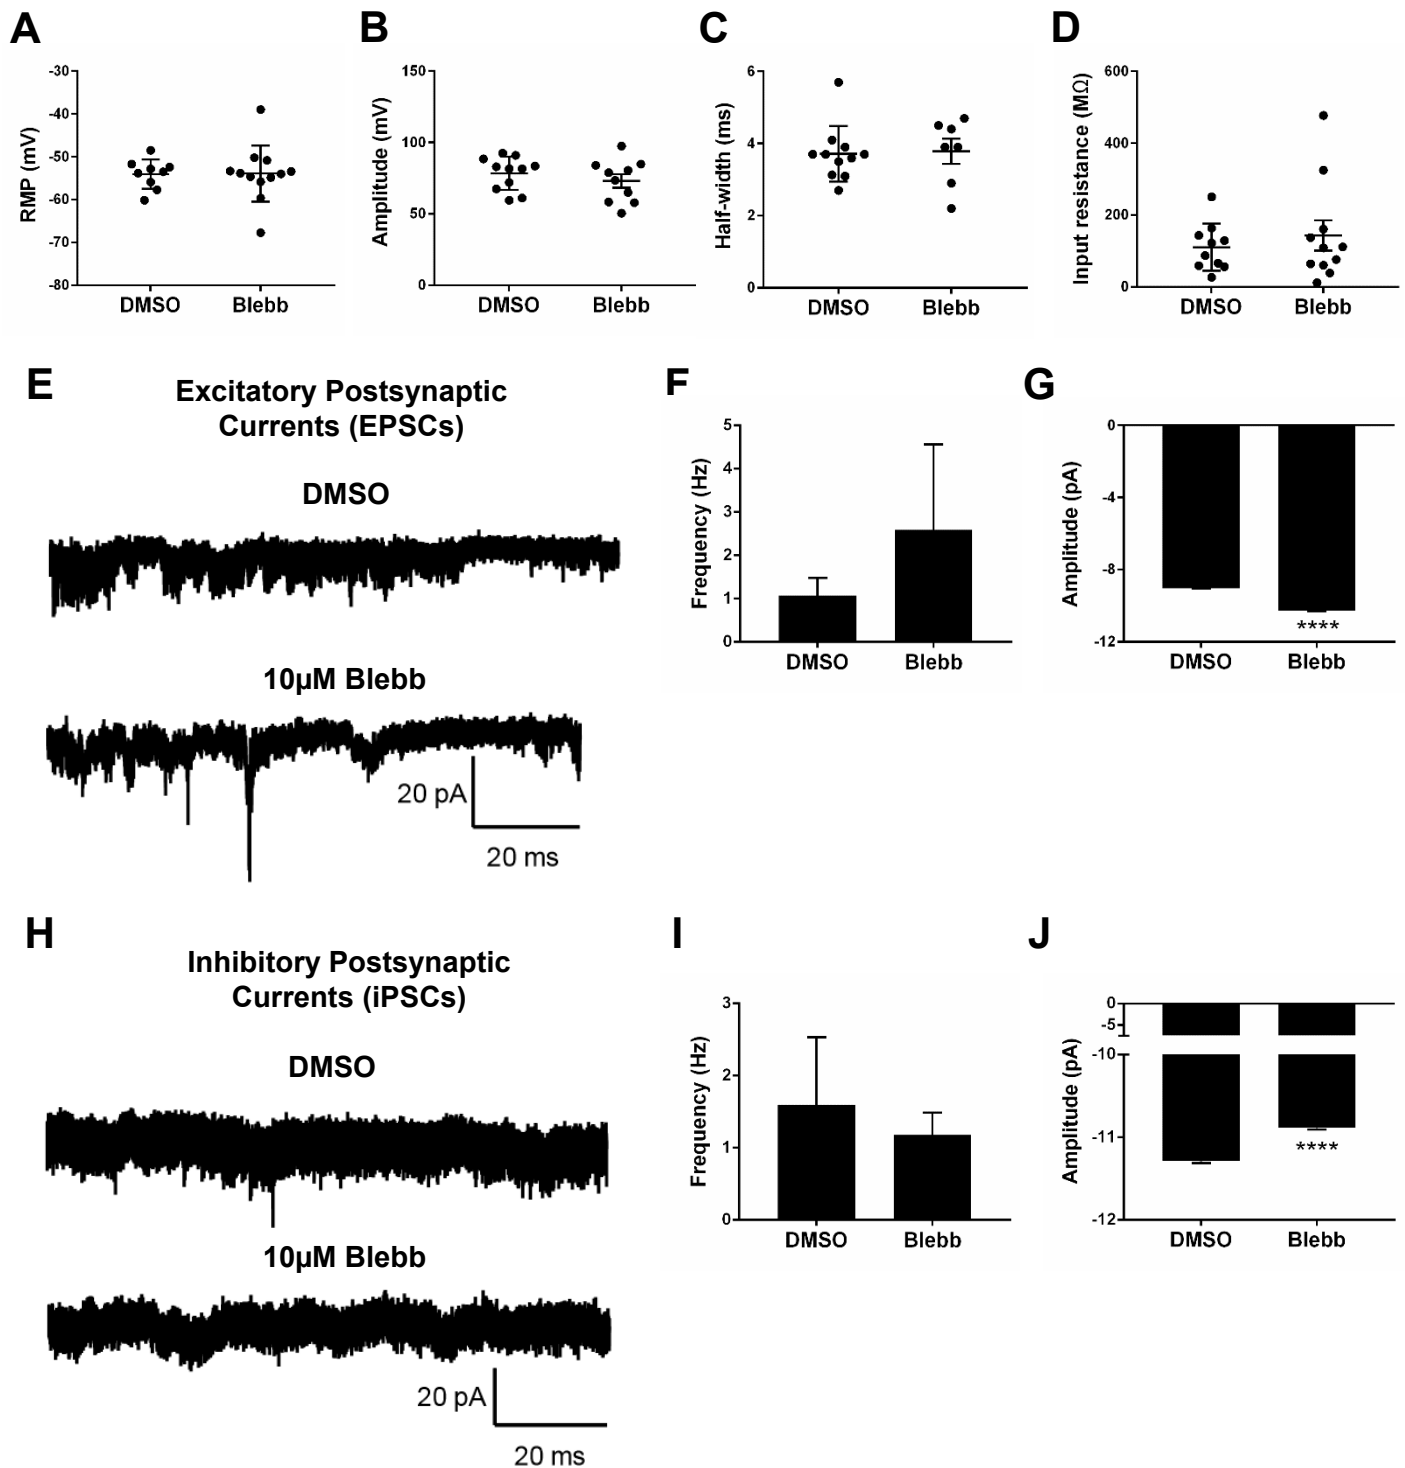 A
B
C
D
RMP (mV)
-30
-40
-50
-60
-70
-80
DMSO
Blebb
Amplitude (mV)
150
100
50
0
DMSO
Blebb
Half-width (ms)
6
4
2
0
DMSO
Blebb
Input resistance (MΩ)
600
400
200
0
DMSO
Blebb
E
Excitatory Postsynaptic
Currents (EPSCs)
DMSO
10µM Blebb
20 pA
20 ms
F
Frequency (Hz)
5
4
3
2
1
0
DMSO
Blebb
G
Amplitude (pA)
0
-4
-8
-12
****
DMSO
Blebb
H
Inhibitory Postsynaptic
Currents (iPSCs)
DMSO
10µM Blebb
20 pA
20 ms
I
Frequency (Hz)
3
2
1
0
DMSO
Blebb
J
Amplitude (pA)
0
-5
-10
-11
-12
****
DMSO
Blebb